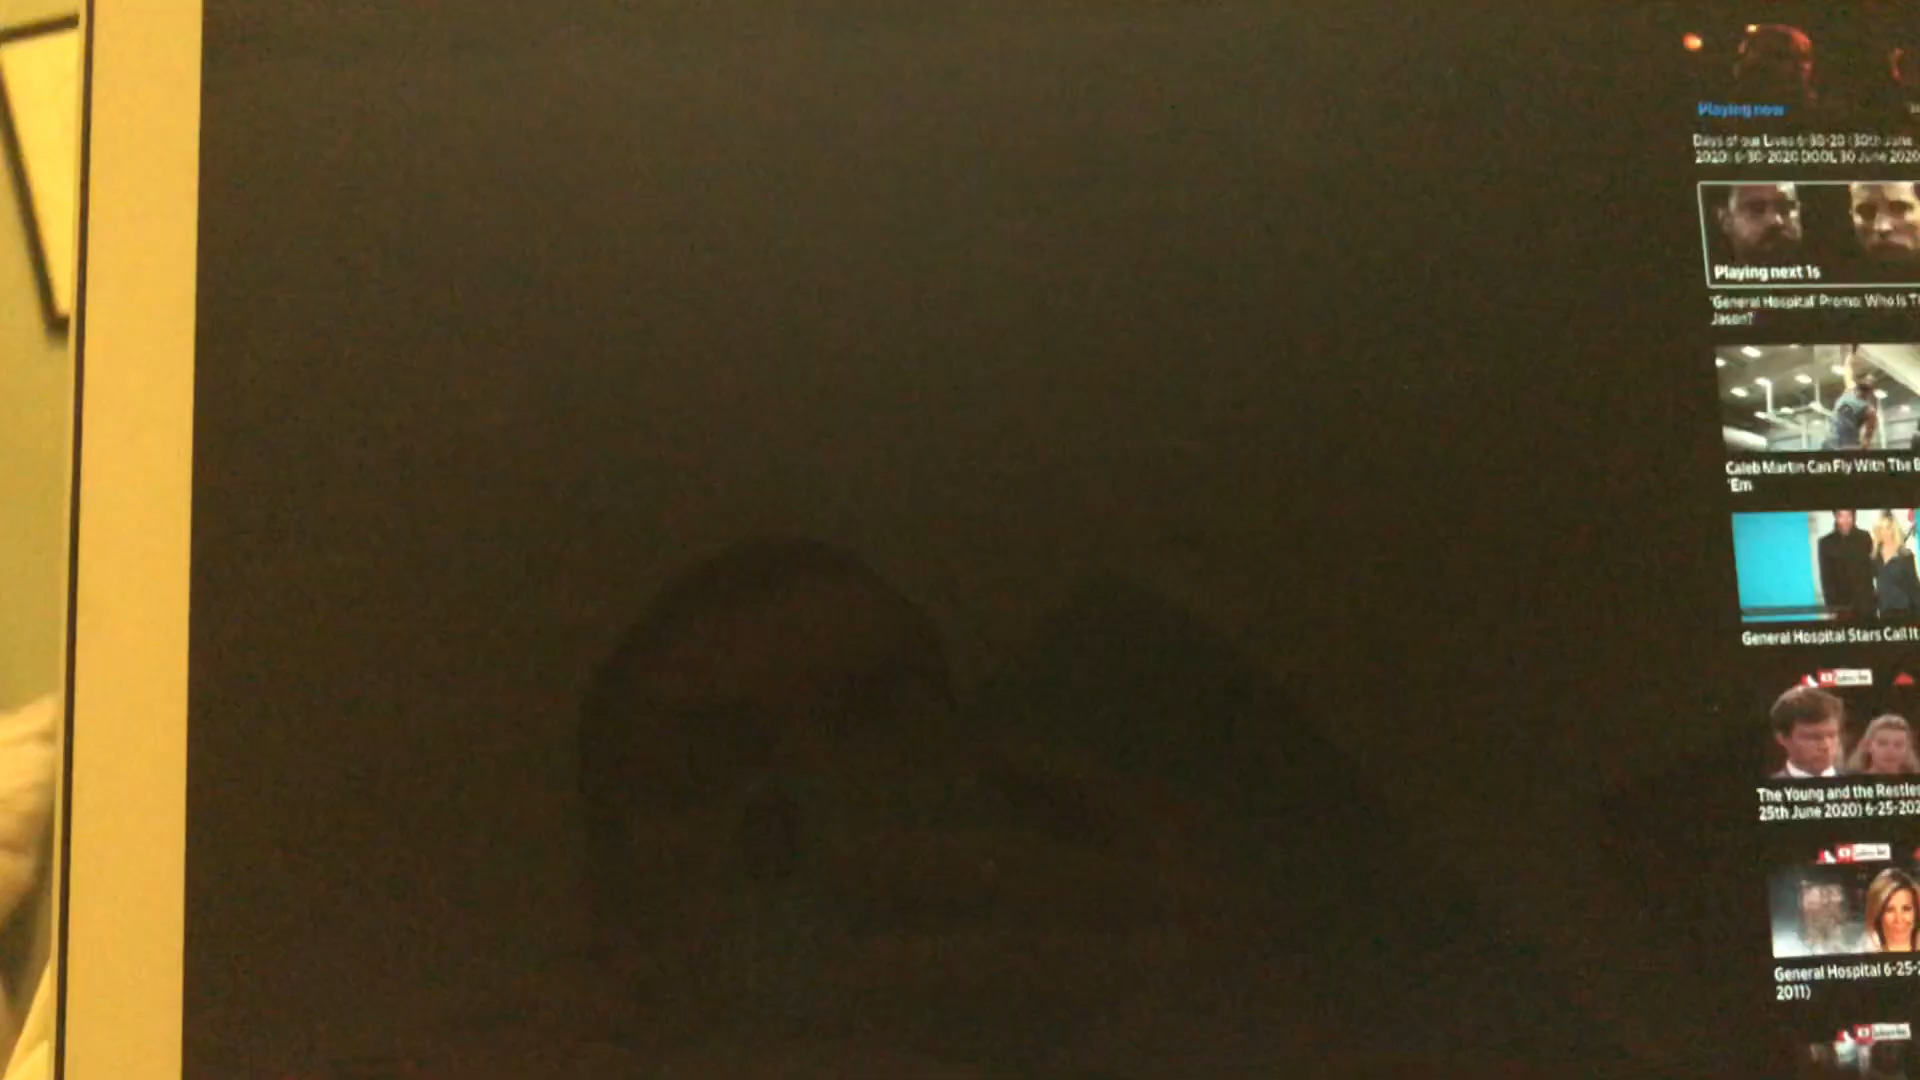 Playing now
Days of our Lives 6-30-20 (30th June
2020) 6-30-2020 DOOL 30 June 2020
Playing next 1s
'General Hospital' Promo: Who Is
Jason?
Caleb Martin Can Fly With The
'Em
General Hospital Stars Call It
The Young and the Restles
25th June 2020) 6-25-202
General Hospital 6-25-
2011)